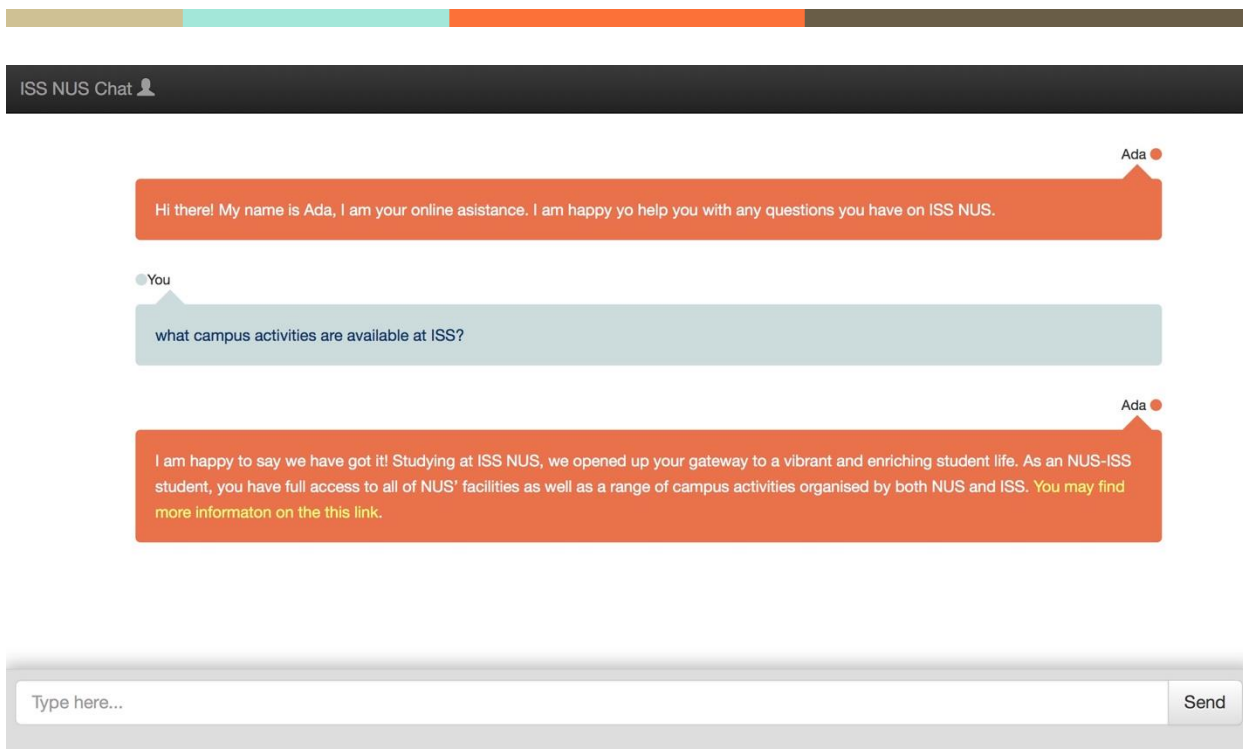 ISS NUS Chat
Ada
Hi there! My name is Ada, I am your online asistance. I am happy yo help you with any questions you have on ISS NUS.
You
what campus activities are available at ISS?
Ada
I am happy to say we have got it! Studying at ISS NUS, we opened up your gateway to a vibrant and enriching student life. As an NUS-ISS
student, you have full access to all of NUS’ facilities as well as a range of campus activities organised by both NUS and ISS. You may find
more informaton on the this link.
Type here...
Send